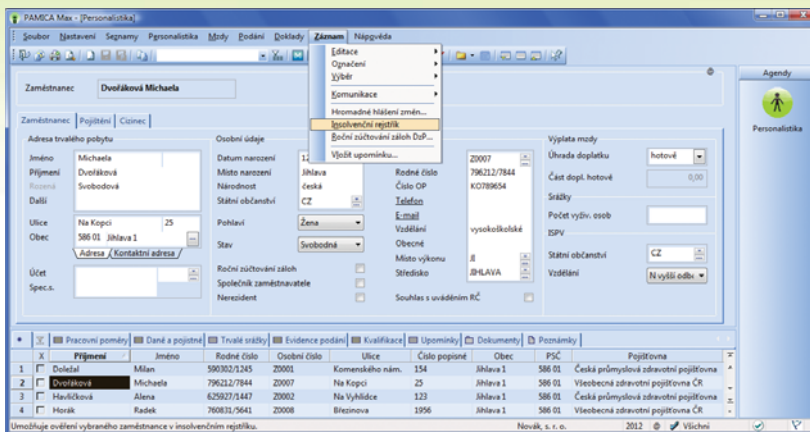 PAMICA Max - [Personalistika]
Soubor Nastavení Seznamy Personalistika Mzdy Podání Doklady Záznam Nápověda
Editace
Označení
Výběr
Komunikace
Hromadné hlášení změn...
Insolvenční rejstřík
Roční zúčtování záloh DzP...
Vložit upomínku...
Agendy
Personalistika
Zaměstnanec Dvořáková Michaela
Zaměstnanec Pojištění Cizinec
Adresa trvalého pobytu Osobní údaje Výplata mzdy
Jméno Michaela
Příjmení Dvořáková
Rozená Svobodová
Další
Ulice Na Kopci 25
Obec 586 01 Jihlava 1
Adresa Kontaktní adresa
Účet
Spec.s.
Datum narození 12
Místo narození Jihlava
Národnost česká
Státní občanství CZ
Pohlaví Žena
Stav Svobodná
Roční zúčtování záloh
Společník zaměstnavatele
Nerezident
Z0007
Rodné číslo 796212/7844
Číslo OP KO789654
Telefon
E-mail
Vzdělání vysokoškolské
Obecné
Místo výkonu JI
Středisko JIHLAVA
Souhlas s uváděním RČ
Úhrada doplatku hotově
Část dopl. hotově 0,00
Srážky
Počet vyživ. osob
ISPV
Státní občanství CZ
Vzdělání N vyšší odbo
Pracovní poměry Daně a pojistné Trvalé srážky Evidence podání Kvalifikace Upomínky Dokumenty Poznámky
X Příjmení Jméno Rodné číslo Osobní číslo Ulice Číslo popisné Obec PSČ Pojišťovna
1 Doležal Milan 590302/1245 Z0001 Komenského nám. 154 Jihlava 1 586 01 Česká průmyslová zdravotní pojišťovna
2 Dvořáková Michaela 796212/7844 Z0007 Na Kopci 25 Jihlava 1 586 01 Všeobecná zdravotní pojišťovna ČR
3 Havlíčková Alena 625927/1447 Z0002 Na Vyhlídce 123 Jihlava 1 586 01 Česká průmyslová zdravotní pojišťovna
4 Horák Radek 760831/5641 Z0008 Březinova 1956 Jihlava 1 586 01 Všeobecná zdravotní pojišťovna ČR
Umožňuje ověření vybraného zaměstnance v insolvenčním rejstříku. Novák, s. r. o. 2012 @ Všichni